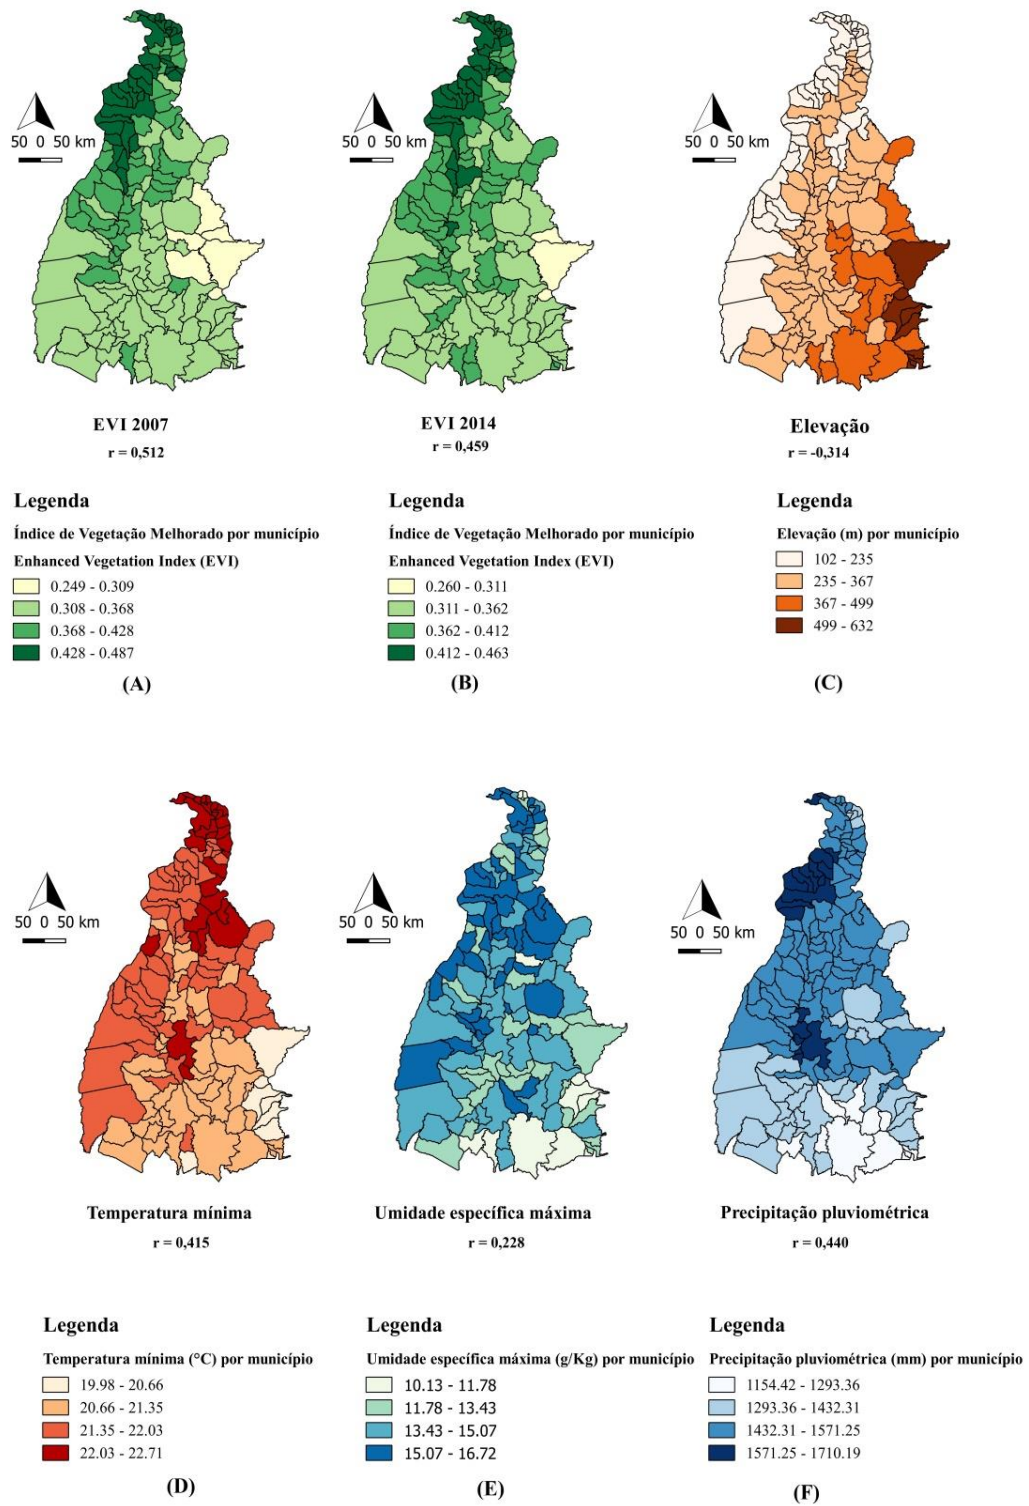 50 0 50 km
50 0 50 km
50 0 50 km
EVI 2007
r = 0,512
EVI 2014
r = 0,459
Elevação
r = -0,314
Legenda
Índice de Vegetação Melhorado por município
Enhanced Vegetation Index (EVI)
0.249 - 0.309
0.308 - 0.368
0.368 - 0.428
0.428 - 0.487
(A)
Legenda
Índice de Vegetação Melhorado por município
Enhanced Vegetation Index (EVI)
0.260 - 0.311
0.311 - 0.362
0.362 - 0.412
0.412 - 0.463
(B)
Legenda
Elevação (m) por município
102 - 235
235 - 367
367 - 499
499 - 632
(C)
50 0 50 km
50 0 50 km
50 0 50 km
Temperatura mínima
r = 0,415
Umidade específica máxima
r = 0,228
Precipitação pluviométrica
r = 0,440
Legenda
Temperatura mínima (°C) por município
19.98 - 20.66
20.66 - 21.35
21.35 - 22.03
22.03 - 22.71
(D)
Legenda
Umidade específica máxima (g/Kg) por município
10.13 - 11.78
11.78 - 13.43
13.43 - 15.07
15.07 - 16.72
(E)
Legenda
Precipitação pluviométrica (mm) por município
1154.42 - 1293.36
1293.36 - 1432.31
1432.31 - 1571.25
1571.25 - 1710.19
(F)